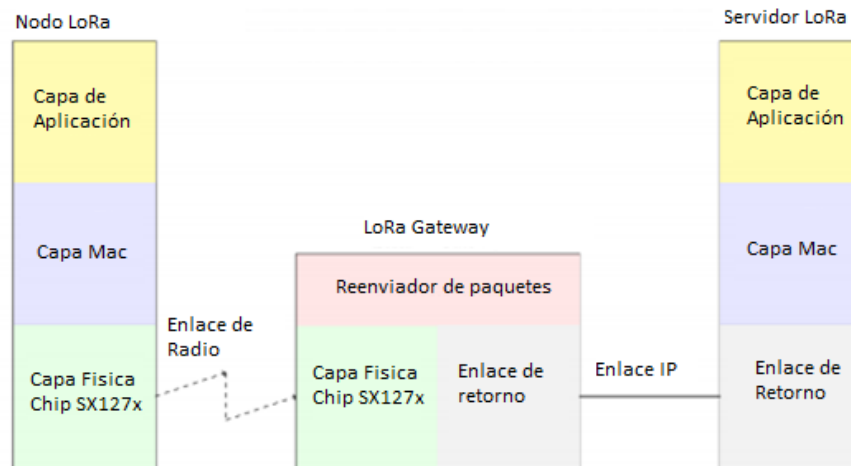 Nodo LoRa
Capa de
Aplicación
Capa Mac
Capa Fisica
Chip SX127x
Enlace de
Radio
LoRa Gateway
Reenviador de paquetes
Capa Fisica
Chip SX127x
Enlace de
retorno
Enlace IP
Servidor LoRa
Capa de
Aplicación
Capa Mac
Enlace de
Retorno